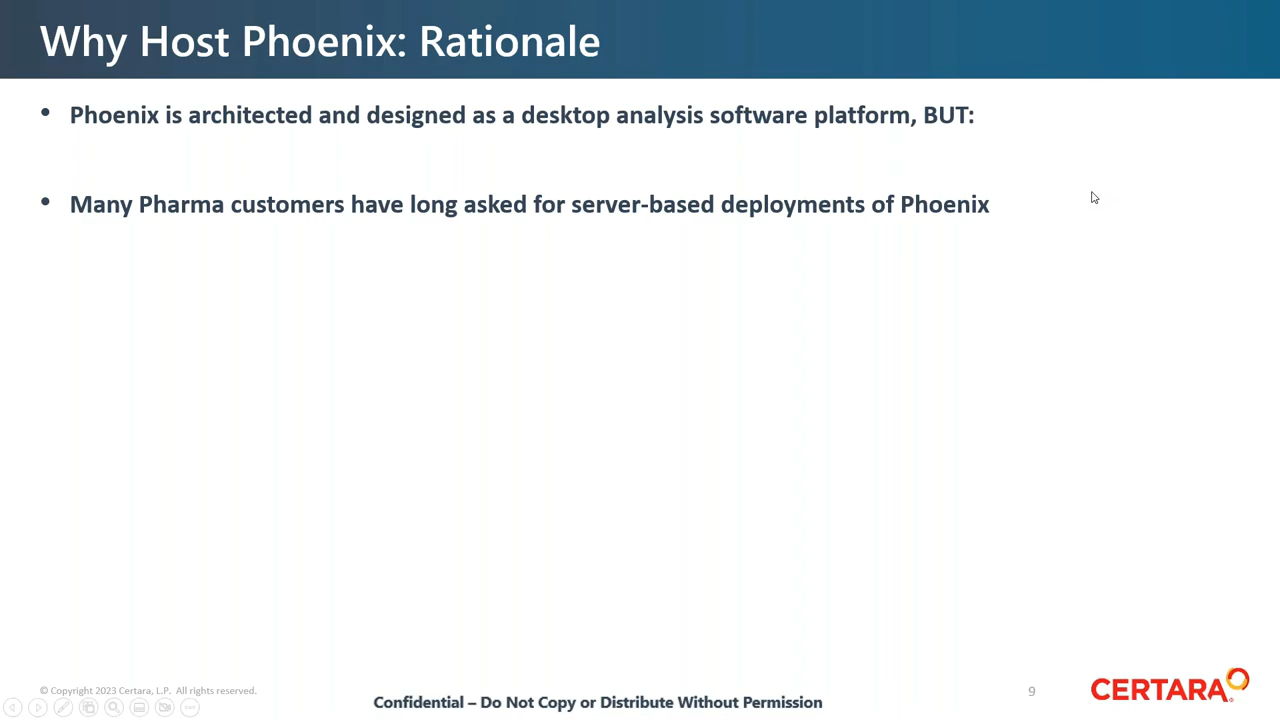 Why Host Phoenix: Rationale
• Phoenix is architected and designed as a desktop analysis software platform, BUT:
• Many Pharma customers have long asked for server-based deployments of Phoenix
© Copyright 2023 Certara, L.P. All rights reserved.
Confidential – Do Not Copy or Distribute Without Permission
9
CERTARA